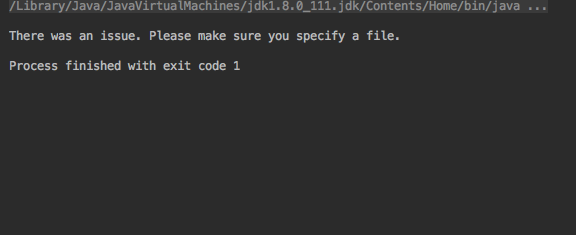 /Library/Java/JavaVirtualMachines/jdk1.8.0_111.jdk/Contents/Home/bin/java ...
There was an issue. Please make sure you specify a file.
Process finished with exit code 1